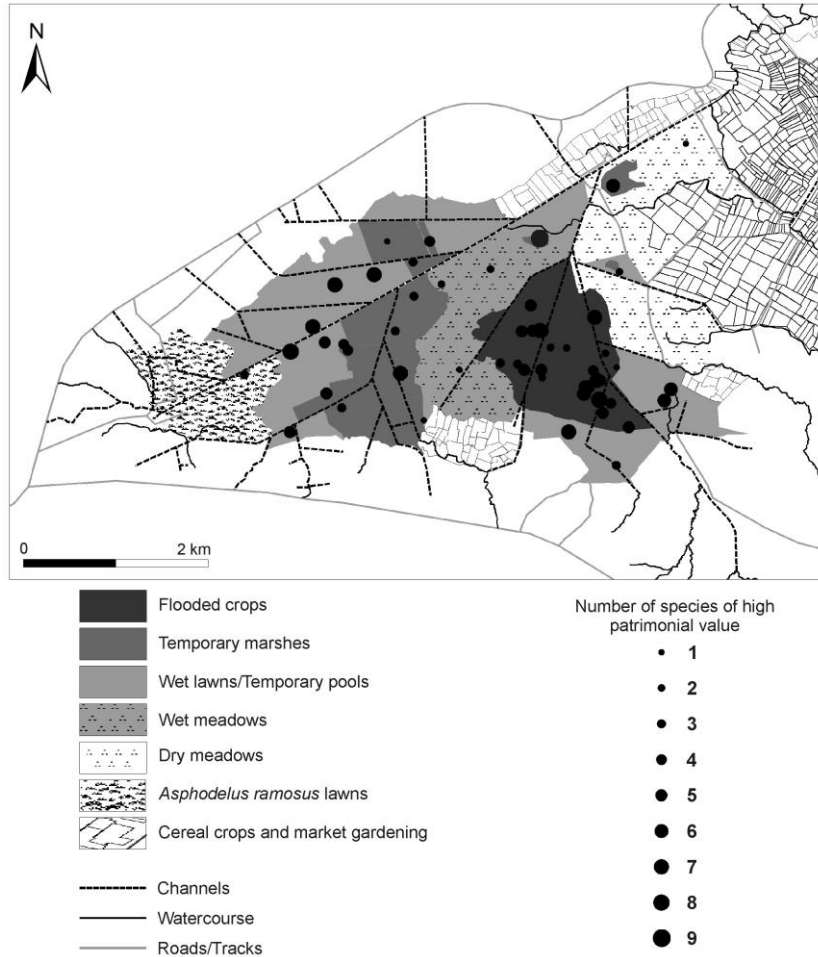 N
0 2 km
Flooded crops
Temporary marshes
Wet lawns/Temporary pools
Wet meadows
Dry meadows
Asphodelus ramosus lawns
Cereal crops and market gardening
Channels
Watercourse
Roads/Tracks
Number of species of high
patrimonial value
1
2
3
4
5
6
7
8
9